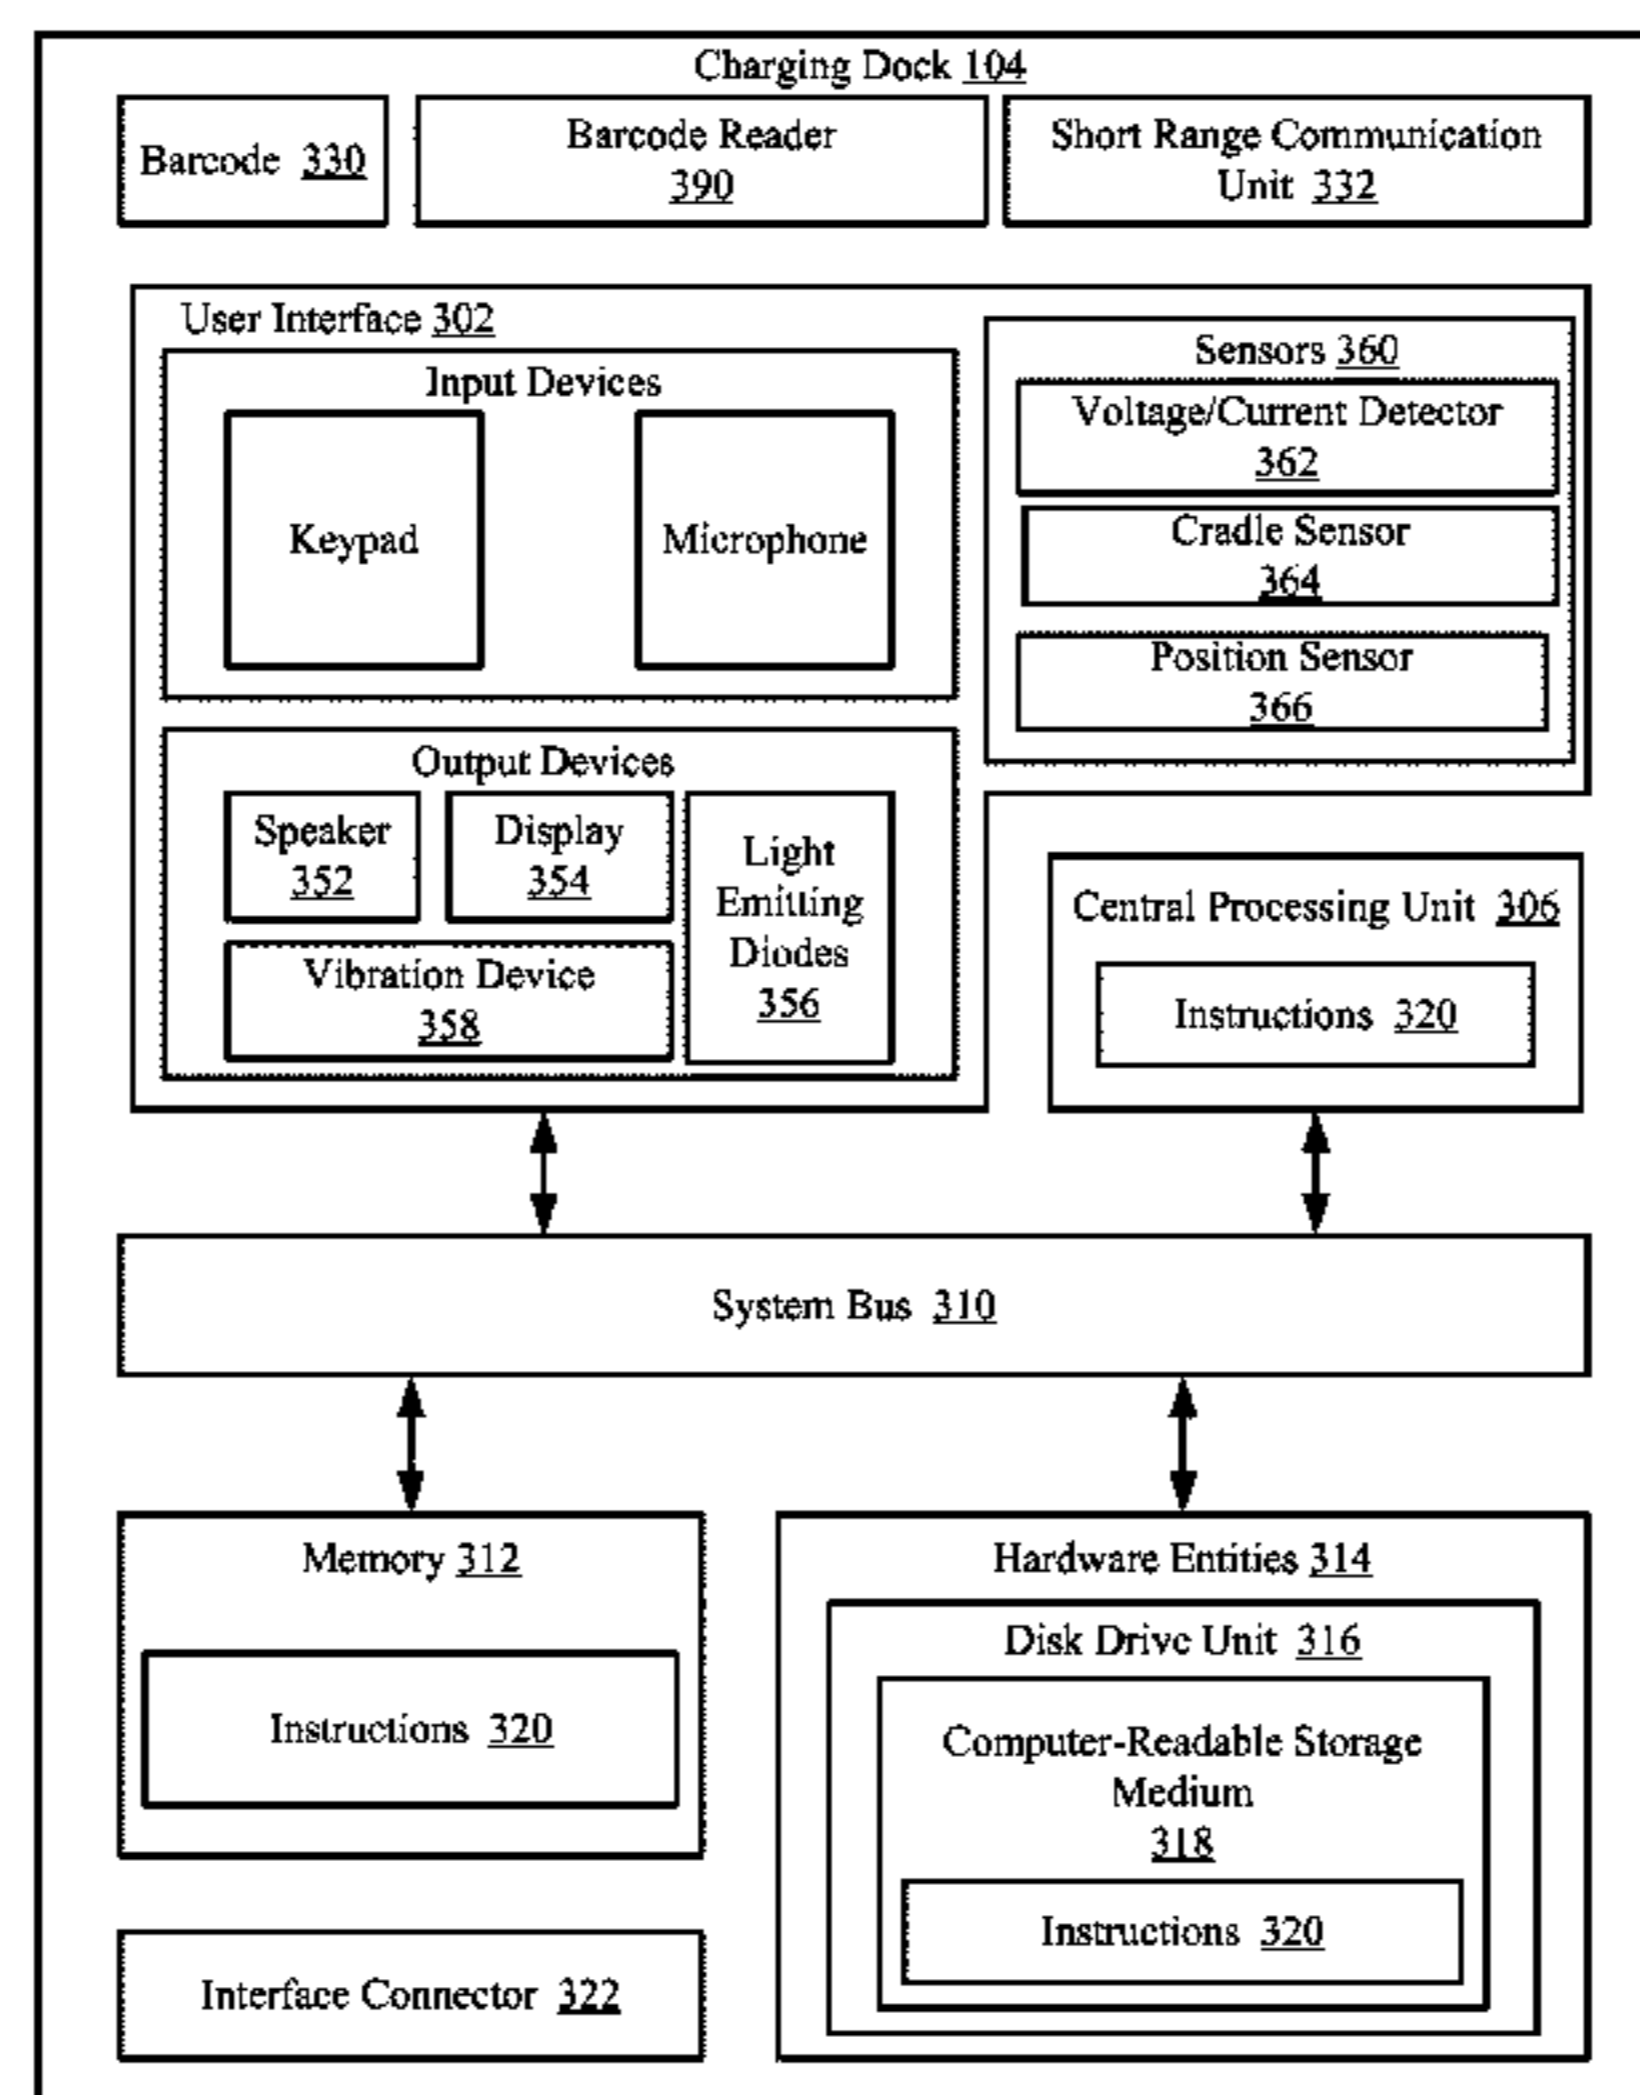 Charging Dock 104
Barcode 330
Barcode Reader
390
Short Range Communication
Unit 332
User Interface 302
Input Devices
Keypad
Microphone
Sensors 360
Voltage/Current Detector
362
Cradle Sensor
364
Position Sensor
366
Output Devices
Speaker
352
Display
354
Light
Emitting
Diodes
356
Vibration Device
358
Central Processing Unit 306
Instructions 320
System Bus 310
Memory 312
Instructions 320
Hardware Entities 314
Disk Drive Unit 316
Computer-Readable Storage
Medium
318
Instructions 320
Interface Connector 322